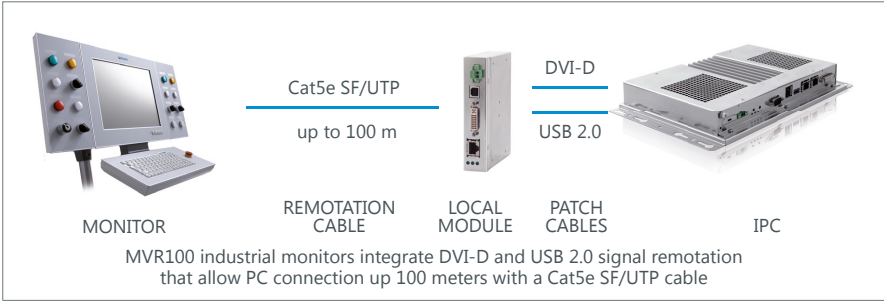 Cat5e SF/UTP
up to 100 m
DVI-D
USB 2.0
MONITOR
REMOTATION
CABLE
LOCAL
MODULE
PATCH
CABLES
IPC
MVR100 industrial monitors integrate DVI-D and USB 2.0 signal remotation
that allow PC connection up 100 meters with a Cat5e SF/UTP cable